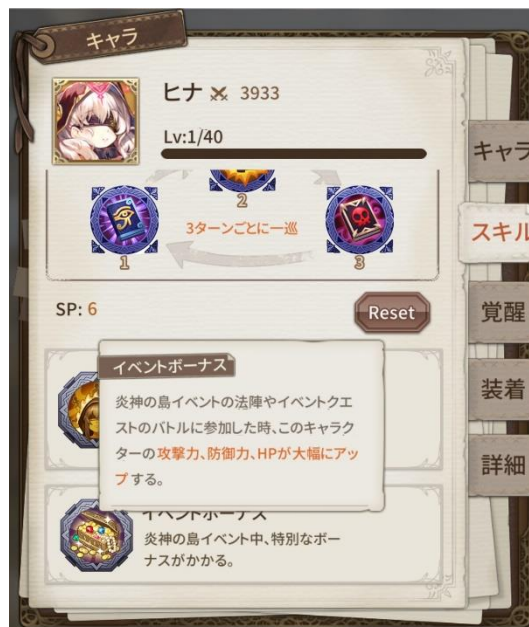 キャラ
ヒナ 3933
Lv:1/40
キャラ
2
3ターンごとに一巡
1
3
スキル
SP: 6
Reset
覚醒
イベントボーナス
炎神の島イベントの法陣やイベントクエ
ストのバトルに参加した時、このキャラク
ターの攻撃力、防御力、HPが大幅にアッ
プする。
装着
詳細
イベントボーナス
炎神の島イベント中、特別なボー
ナスがかかる。